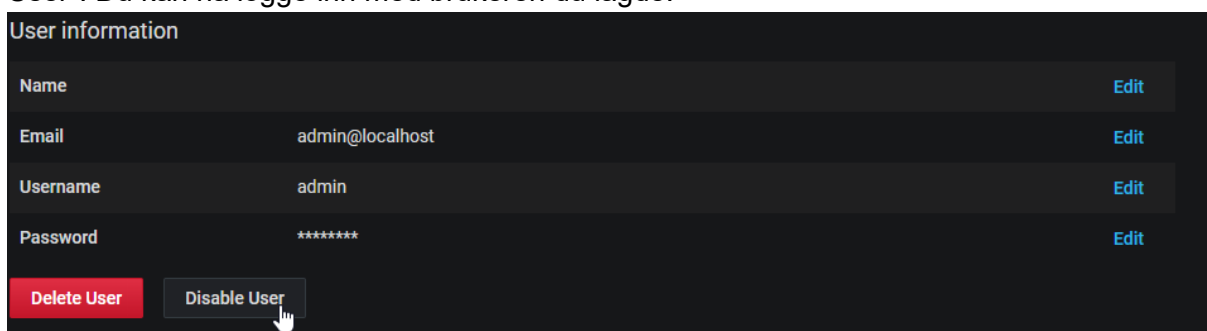 User information
Name Edit
Email admin@localhost Edit
Username admin Edit
Password ******** Edit
Delete User Disable User